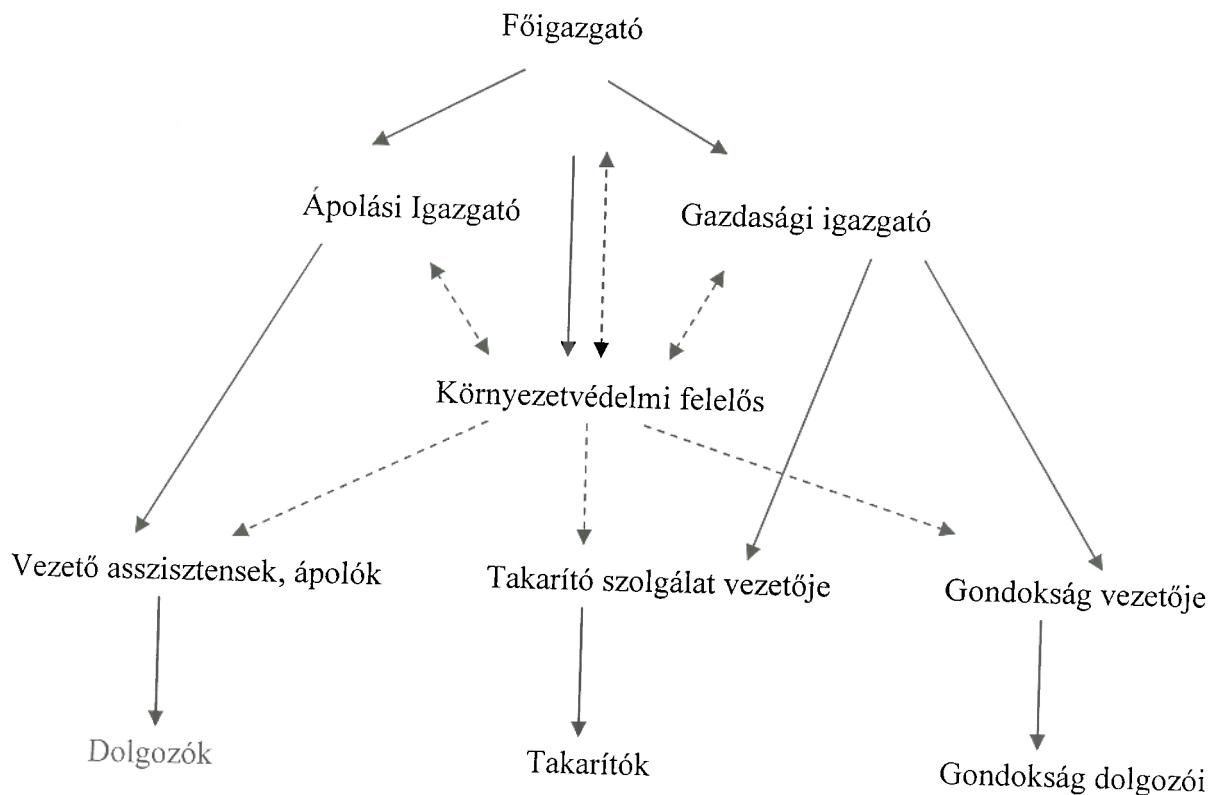 Főigazgató
Ápolási Igazgató
Gazdasági igazgató
Környezetvédelmi felelős
Vezető asszisztensek, ápolók
Takarító szolgálat vezetője
Gondokság vezetője
Dolgozók
Takarítók
Gondokság dolgozói